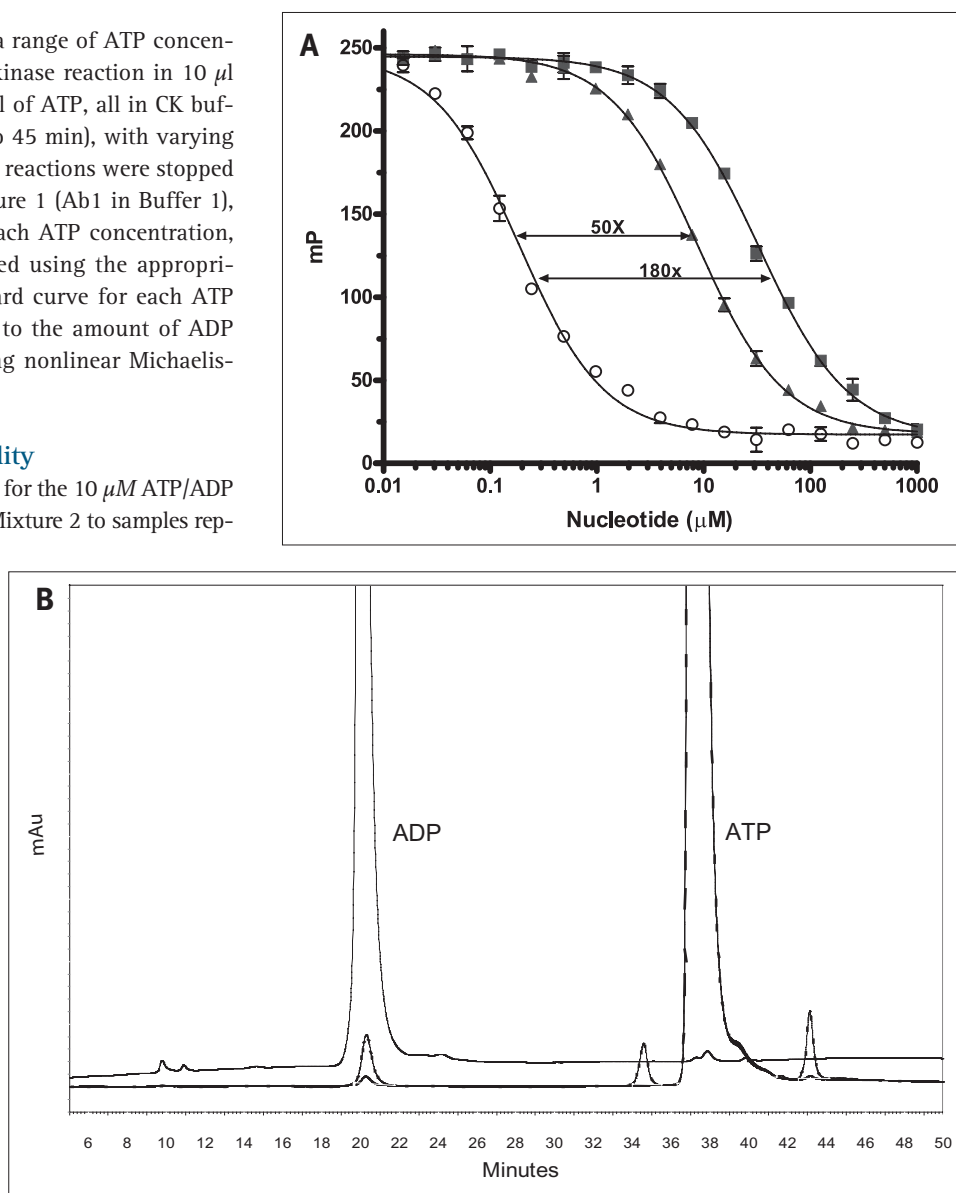 a range of ATP concen-
kinase reaction in 10 µl
l of ATP, all in CK buf-
o 45 min), with varying
reactions were stopped
ure 1 (Ab1 in Buffer 1),
ach ATP concentration,
ed using the appropri-
ard curve for each ATP
to the amount of ADP
ng nonlinear Michaelis-
lity
for the 10 µM ATP/ADP
Mixture 2 to samples rep-
A
250
200
150
100
50
0
mP
50X
180x
0.01 0.1 1 10 100 1000
Nucleotide (µM)
B
mAu
ADP
ATP
6 8 10 12 14 16 18 20 22 24 26 28 30 32 34 36 38 40 42 44 46 48 50
Minutes